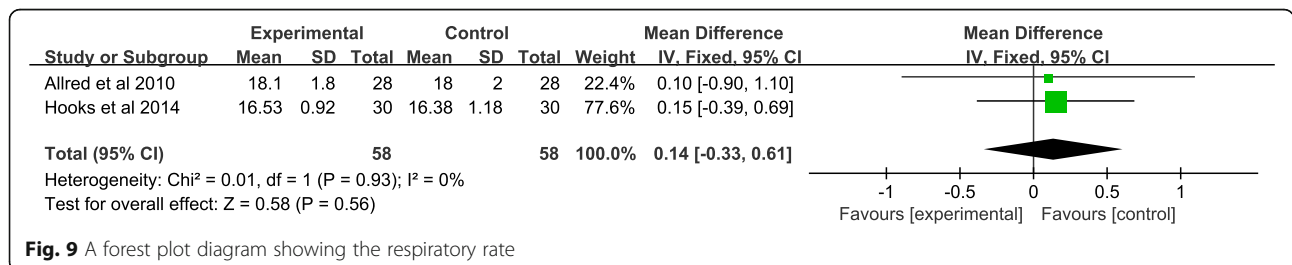 Experimental Control Mean Difference Mean Difference
Study or Subgroup Mean SD Total Mean SD Total Weight IV, Fixed, 95% CI IV, Fixed, 95% CI
Allred et al 2010 18.1 1.8 28 18 2 28 22.4% 0.10 [-0.90, 1.10]
Hooks et al 2014 16.53 0.92 30 16.38 1.18 30 77.6% 0.15 [-0.39, 0.69]
Total (95% CI) 58 58 100.0% 0.14 [-0.33, 0.61]
Heterogeneity: Chi² = 0.01, df = 1 (P = 0.93); I² = 0%
Test for overall effect: Z = 0.58 (P = 0.56)
-1 -0.5 0 0.5 1
Favours [experimental] Favours [control]
Fig. 9 A forest plot diagram showing the respiratory rate